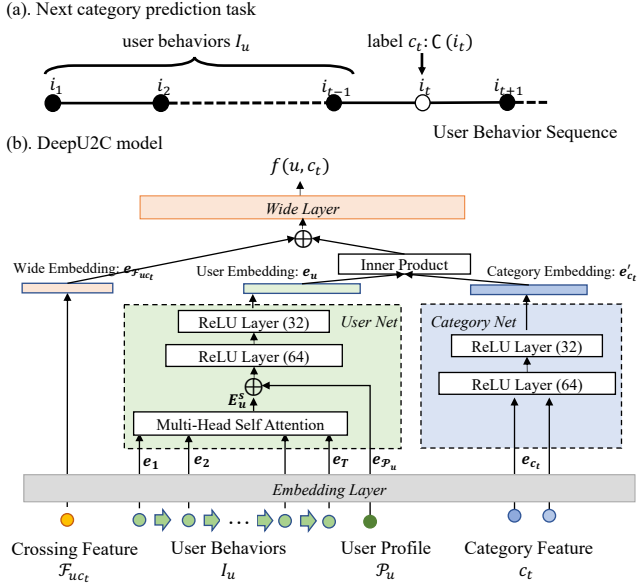 (a). Next category prediction task
user behaviors I_u
label c_t: C(i_t)
i_1 i_2 i_{t-1} i_t i_{t+1}
User Behavior Sequence
(b). DeepU2C model
f(u, c_t)
Wide Layer
⊕
Wide Embedding: e_{ℱ_{uc_t}} User Embedding: e_u Inner Product Category Embedding: e'_{c_t}
ReLU Layer (32) User Net Category Net
ReLU Layer (64) ReLU Layer (32)
⊕ ReLU Layer (64)
E_u^s
Multi-Head Self Attention
e_1 e_2 e_T e_{𝒫_u} e_{c_t}
Embedding Layer
...
Crossing Feature User Behaviors User Profile Category Feature
ℱ_{uc_t} I_u 𝒫_u c_t